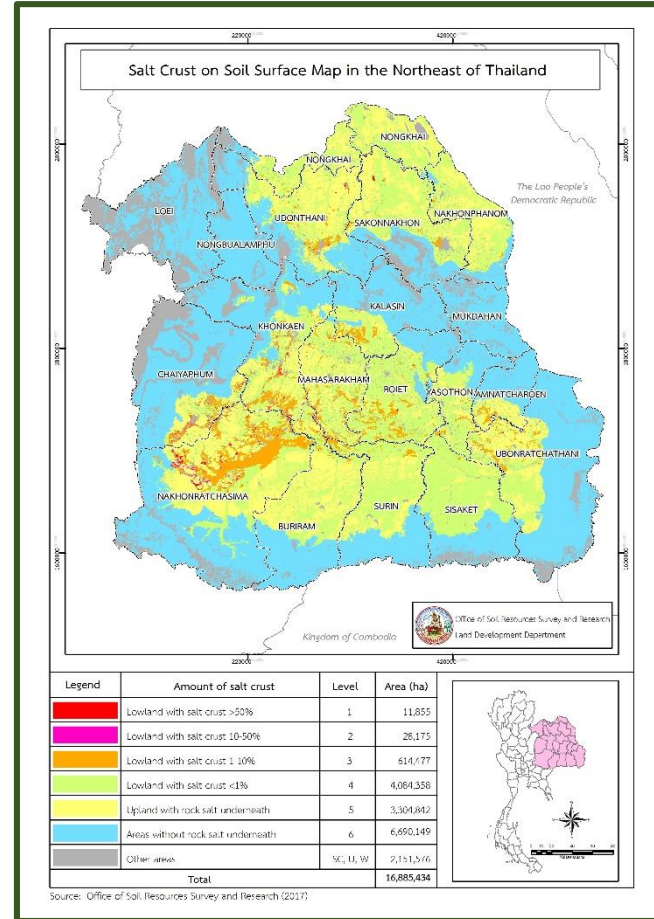 220000
420000
Salt Crust on Soil Surface Map in the Northeast of Thailand
NONGKHAI
NONGKHAI
The Lao People's
Democratic Republic
LOEI
UDONTHANI
SAKONNAKHON
NAKHONPHANOM
NONGBUALAMPHU
KALASIN
MUKDAHAN
KHONKAEN
CHAIYAPHUM
MAHASARAKHAM
ROIET
YASOTHON
AMNATCHAROEN
UBONRATCHATHANI
NAKHONRATCHASIMA
SURIN
SISAKET
BURIRAM
1600000
1600000
Office of Soil Resources Survey and Research
Land Development Department
Kingdom of Cambodia
220000
420000
Legend Amount of salt crust Level Area (ha)
Lowland with salt crust >50% 1 11,855
Lowland with salt crust 10-50% 2 28,175
Lowland with salt crust 1-10% 3 614,477
Lowland with salt crust <1% 4 4,084,358
Upland with rock salt underneath 5 3,304,842
Areas without rock salt underneath 6 6,690,149
Other areas SC, U, W 2,151,576
Total 16,885,434
Source: Office of Soil Resources Survey and Research (2017)